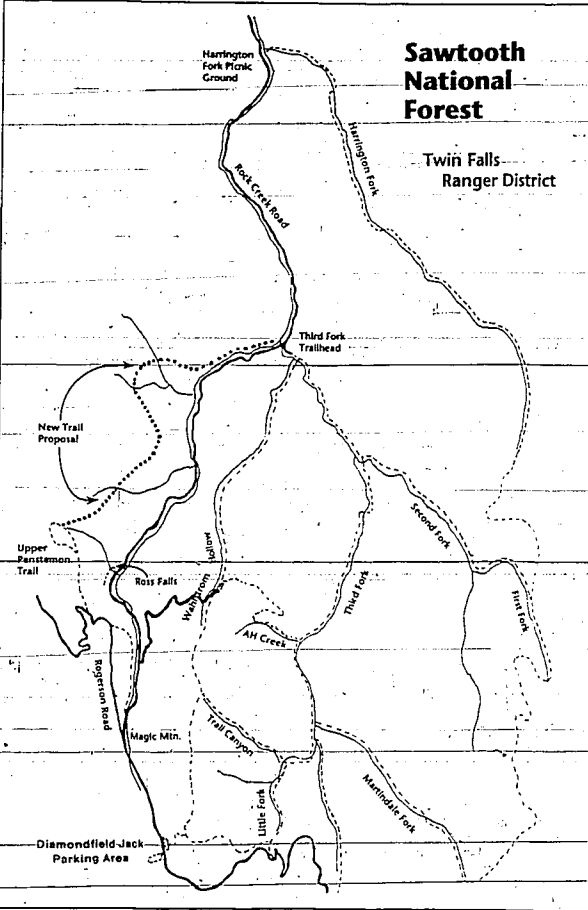 Sawtooth
National
Forest
Twin Falls
Ranger District
Harrington
Fork Picnic
Ground
Harrington Fork
Rock Creek Road
Third Fork
Trailhead
New Trail
Proposal
Upper
Penstemon
Trail
Ross Falls
Wahlstrom Hollow
Second Fork
Third Fork
First Fork
AH Creek
Rogerson Road
Magic Mtn.
Trail Canyon
Little Fork
Martindale Fork
Diamondfield Jack
Parking Area